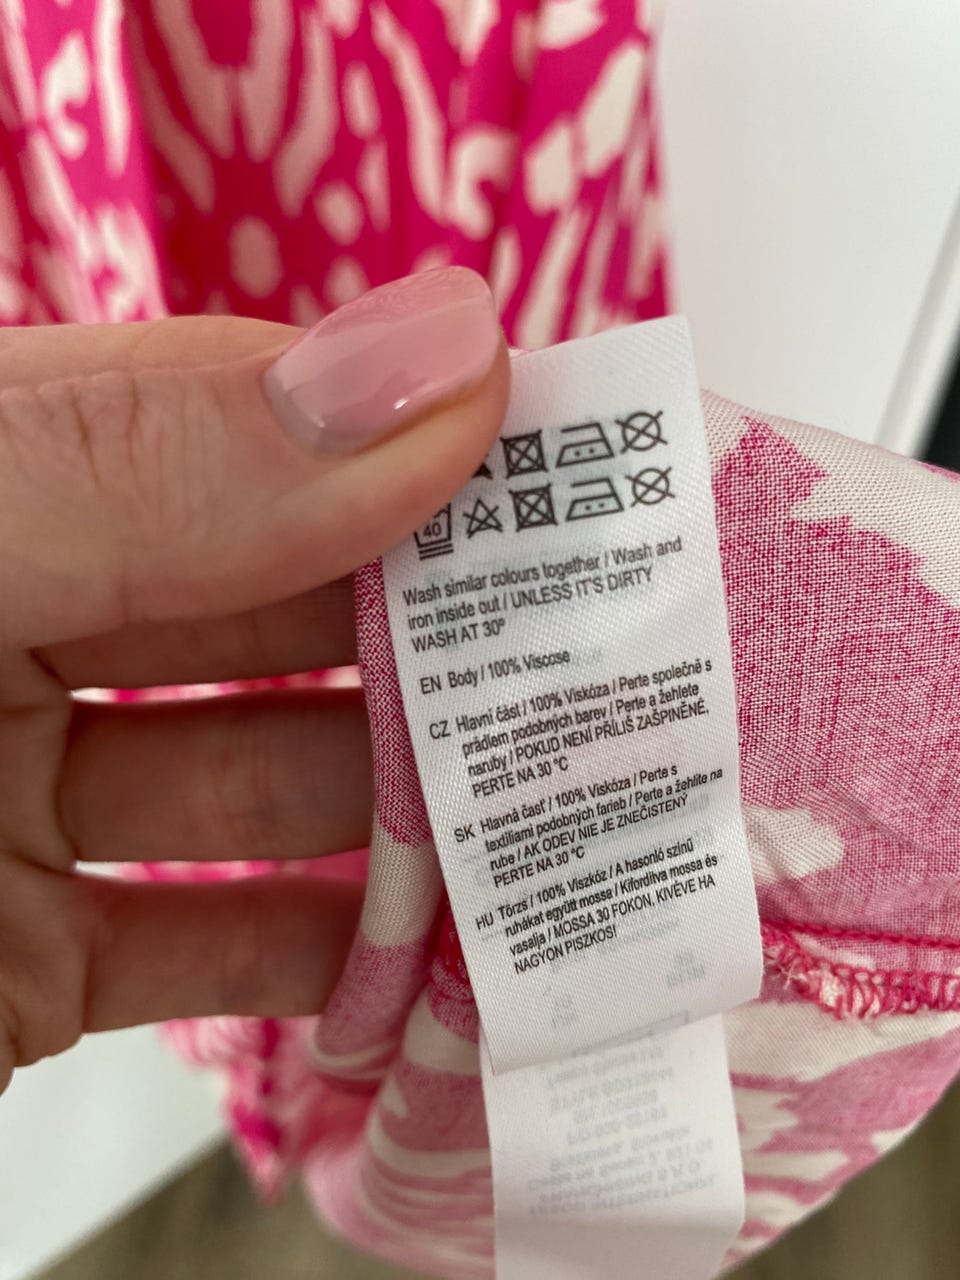 40
Wash similar colours together / Wash and
iron inside out / UNLESS IT'S DIRTY
WASH AT 30º
EN Body / 100% Viscose
CZ Hlavní část / 100% Viskóza / Perte společně s
prádlem podobných barev / Perte a žehlete
naruby / POKUD NENÍ PŘÍLIŠ ZAŠPINĚNÉ,
PERTE NA 30 °C
SK Hlavná časť / 100% Viskóza / Perte s
textíliami podobných farieb / Perte a žehlite na
rube / AK ODEV NIE JE ZNEČISTENÝ
PERTE NA 30 °C
HU Törzs / 100% Viszkóz / A hasonló színű
ruhákat együtt mossa / Kifordítva mossa és
vasalja / MOSSA 30 FOKON, KIVÉVE HA
NAGYON PISZKOS!